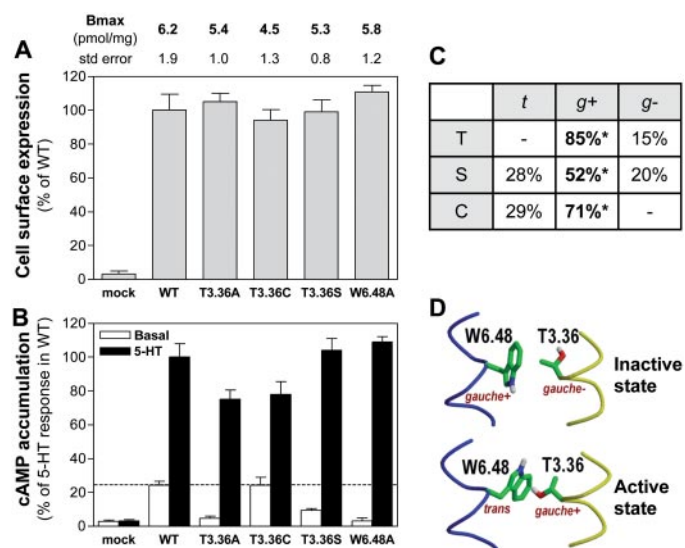 Bmax 6.2 5.4 4.5 5.3 5.8
(pmol/mg)
std error 1.9 1.0 1.3 0.8 1.2
A
Cell surface expression
(% of WT)
120
100
80
60
40
20
0
mock WT T3.36A T3.36C T3.36S W6.48A
B
Basal
5-HT
cAMP accumulation
(% of 5-HT response in WT)
120
100
80
60
40
20
0
mock WT T3.36A T3.36C T3.36S W6.48A
C
t g+ g-
T - 85%* 15%
S 28% 52%* 20%
C 29% 71%* -
D
W6.48 T3.36
Inactive
state
gauche+ gauche-
W6.48 T3.36
Active
state
trans gauche+